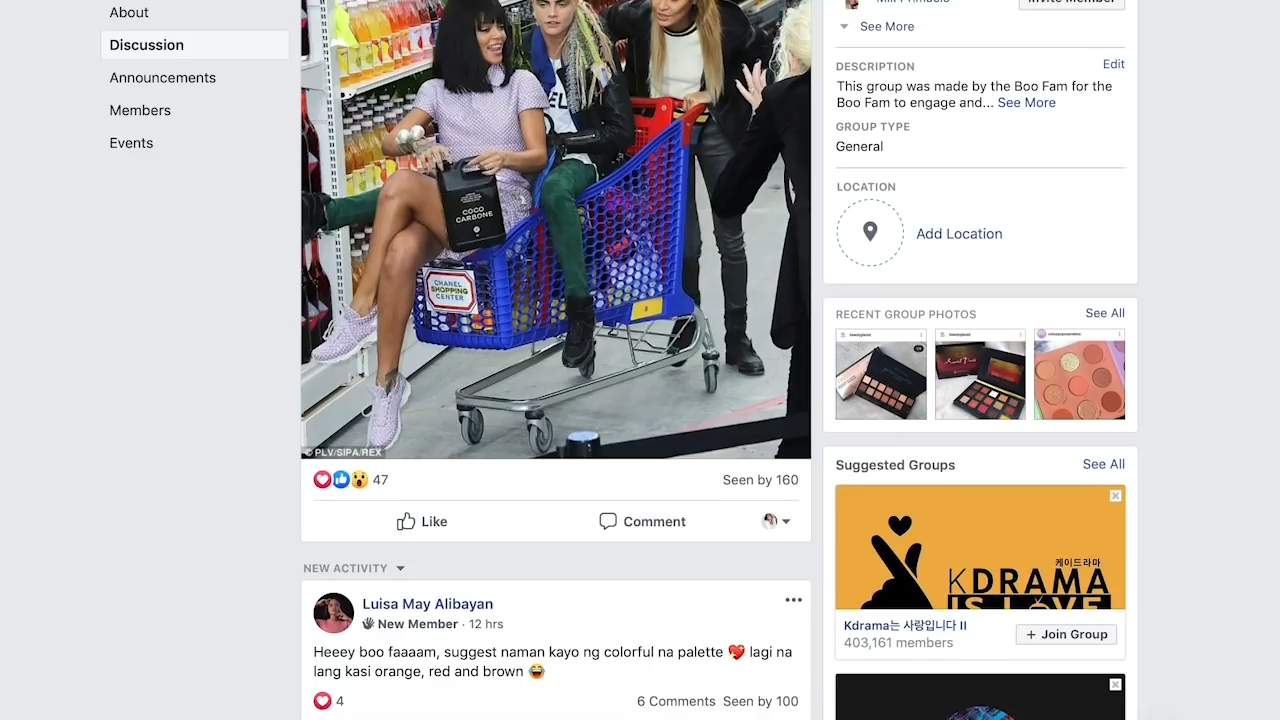 About
Discussion
Announcements
Members
Events
COCO
CARBONE
CHANEL
SHOPPING
CENTER
© PLV/SIPA/REX
47
Seen by 160
Like
Comment
NEW ACTIVITY
Luisa May Alibayan
New Member · 12 hrs
Heeey boo faaaam, suggest naman kayo ng colorful na palette 💖 lagi na
lang kasi orange, red and brown 😂
4
6 Comments Seen by 100
Invite Member
See More
DESCRIPTION
Edit
This group was made by the Boo Fam for the
Boo Fam to engage and... See More
GROUP TYPE
General
LOCATION
Add Location
RECENT GROUP PHOTOS
See All
Suggested Groups
See All
케이드라마
KDRAMA
IS LOVE
Kdrama는 사랑입니다 II
403,161 members
+ Join Group